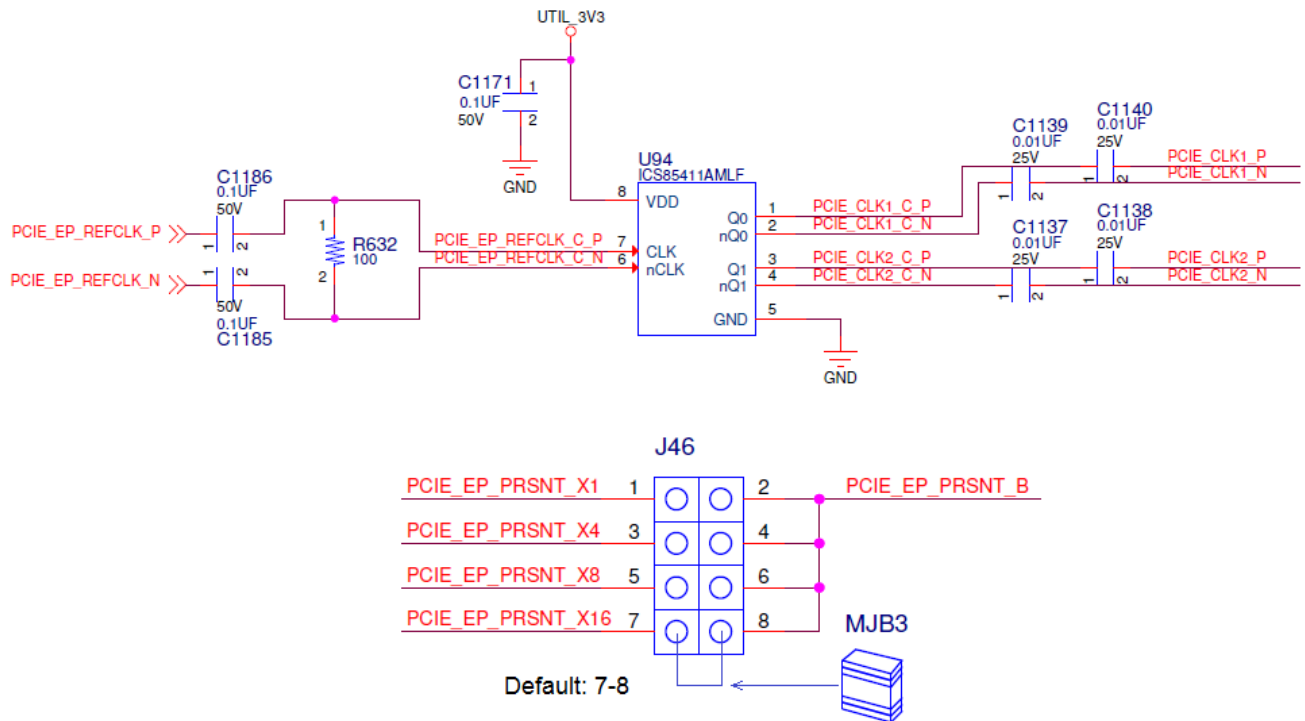 UTIL_3V3
C1171
0.1UF
50V
1
2
GND
C1186
0.1UF
50V
PCIE_EP_REFCLK_P
1 2
PCIE_EP_REFCLK_N
1 2
50V
0.1UF
C1185
1
R632
100
2
PCIE_EP_REFCLK_C_P
PCIE_EP_REFCLK_C_N
U94
ICS85411AMLF
8 VDD
7 CLK
6 nCLK
Q0 1
nQ0 2
Q1 3
nQ1 4
GND 5
GND
PCIE_CLK1_C_P
PCIE_CLK1_C_N
PCIE_CLK2_C_P
PCIE_CLK2_C_N
C1139
0.01UF
25V
1 2
C1140
0.01UF
25V
1 2
PCIE_CLK1_P
PCIE_CLK1_N
C1137
0.01UF
25V
1 2
C1138
0.01UF
25V
1 2
PCIE_CLK2_P
PCIE_CLK2_N
J46
PCIE_EP_PRSNT_X1 1 2 PCIE_EP_PRSNT_B
PCIE_EP_PRSNT_X4 3 4
PCIE_EP_PRSNT_X8 5 6
PCIE_EP_PRSNT_X16 7 8
MJB3
Default: 7-8